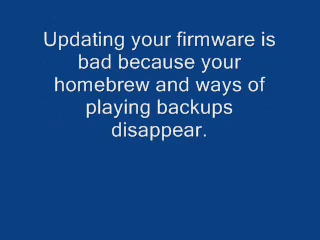 Updating your firmware is
bad because your
homebrew and ways of
playing backups
disappear.